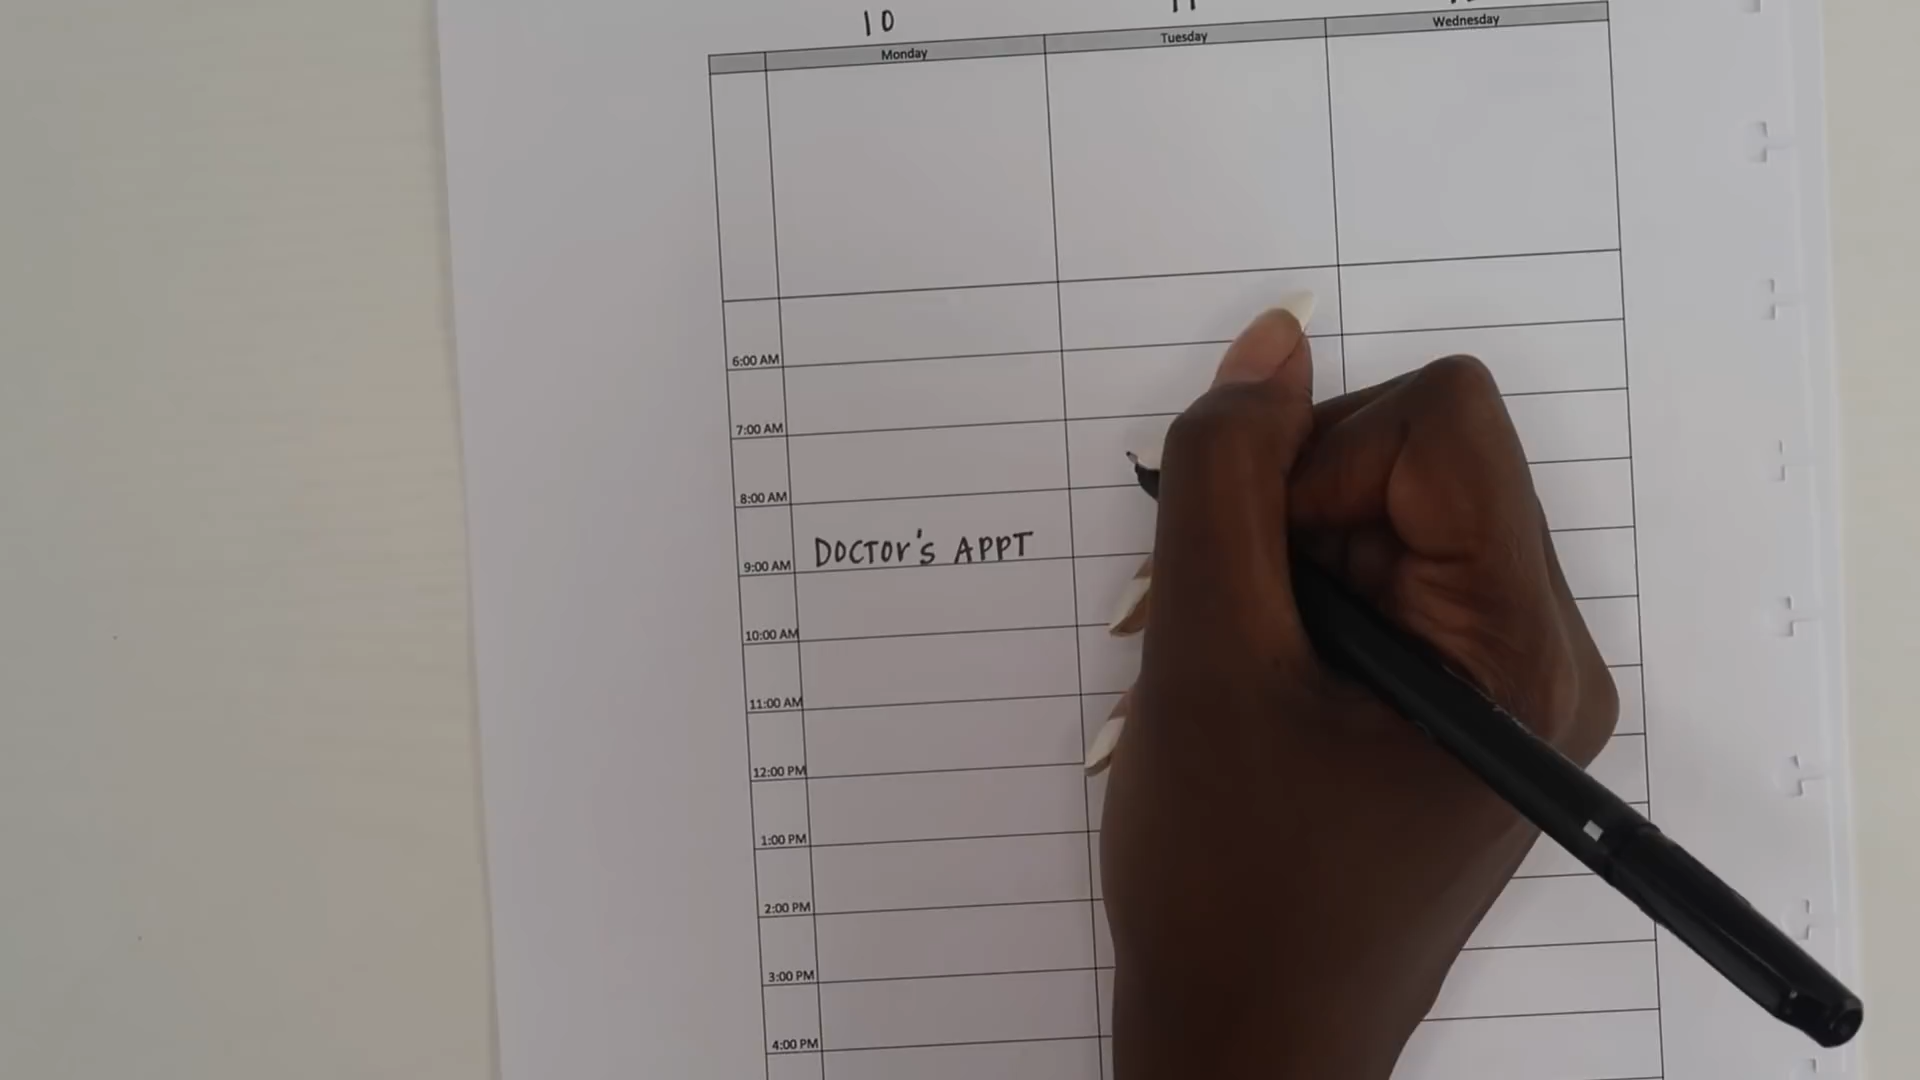 10 11
Monday Tuesday Wednesday
6:00 AM
7:00 AM
8:00 AM
9:00 AM DOCTOr's APPT
10:00 AM
11:00 AM
12:00 PM
1:00 PM
2:00 PM
3:00 PM
4:00 PM